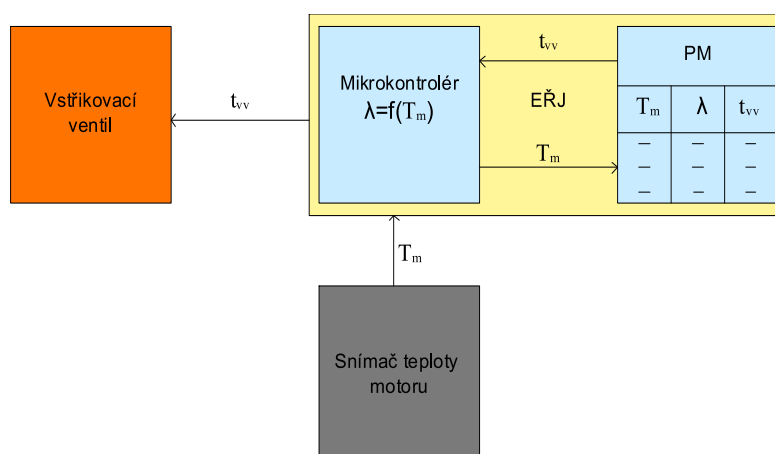 Vstřikovací
ventil
t_vv
Mikrokontrolér
λ=f(T_m)
t_vv
EŘJ
T_m
PM
T_m λ t_vv
– – –
– – –
– – –
T_m
Snímač teploty
motoru